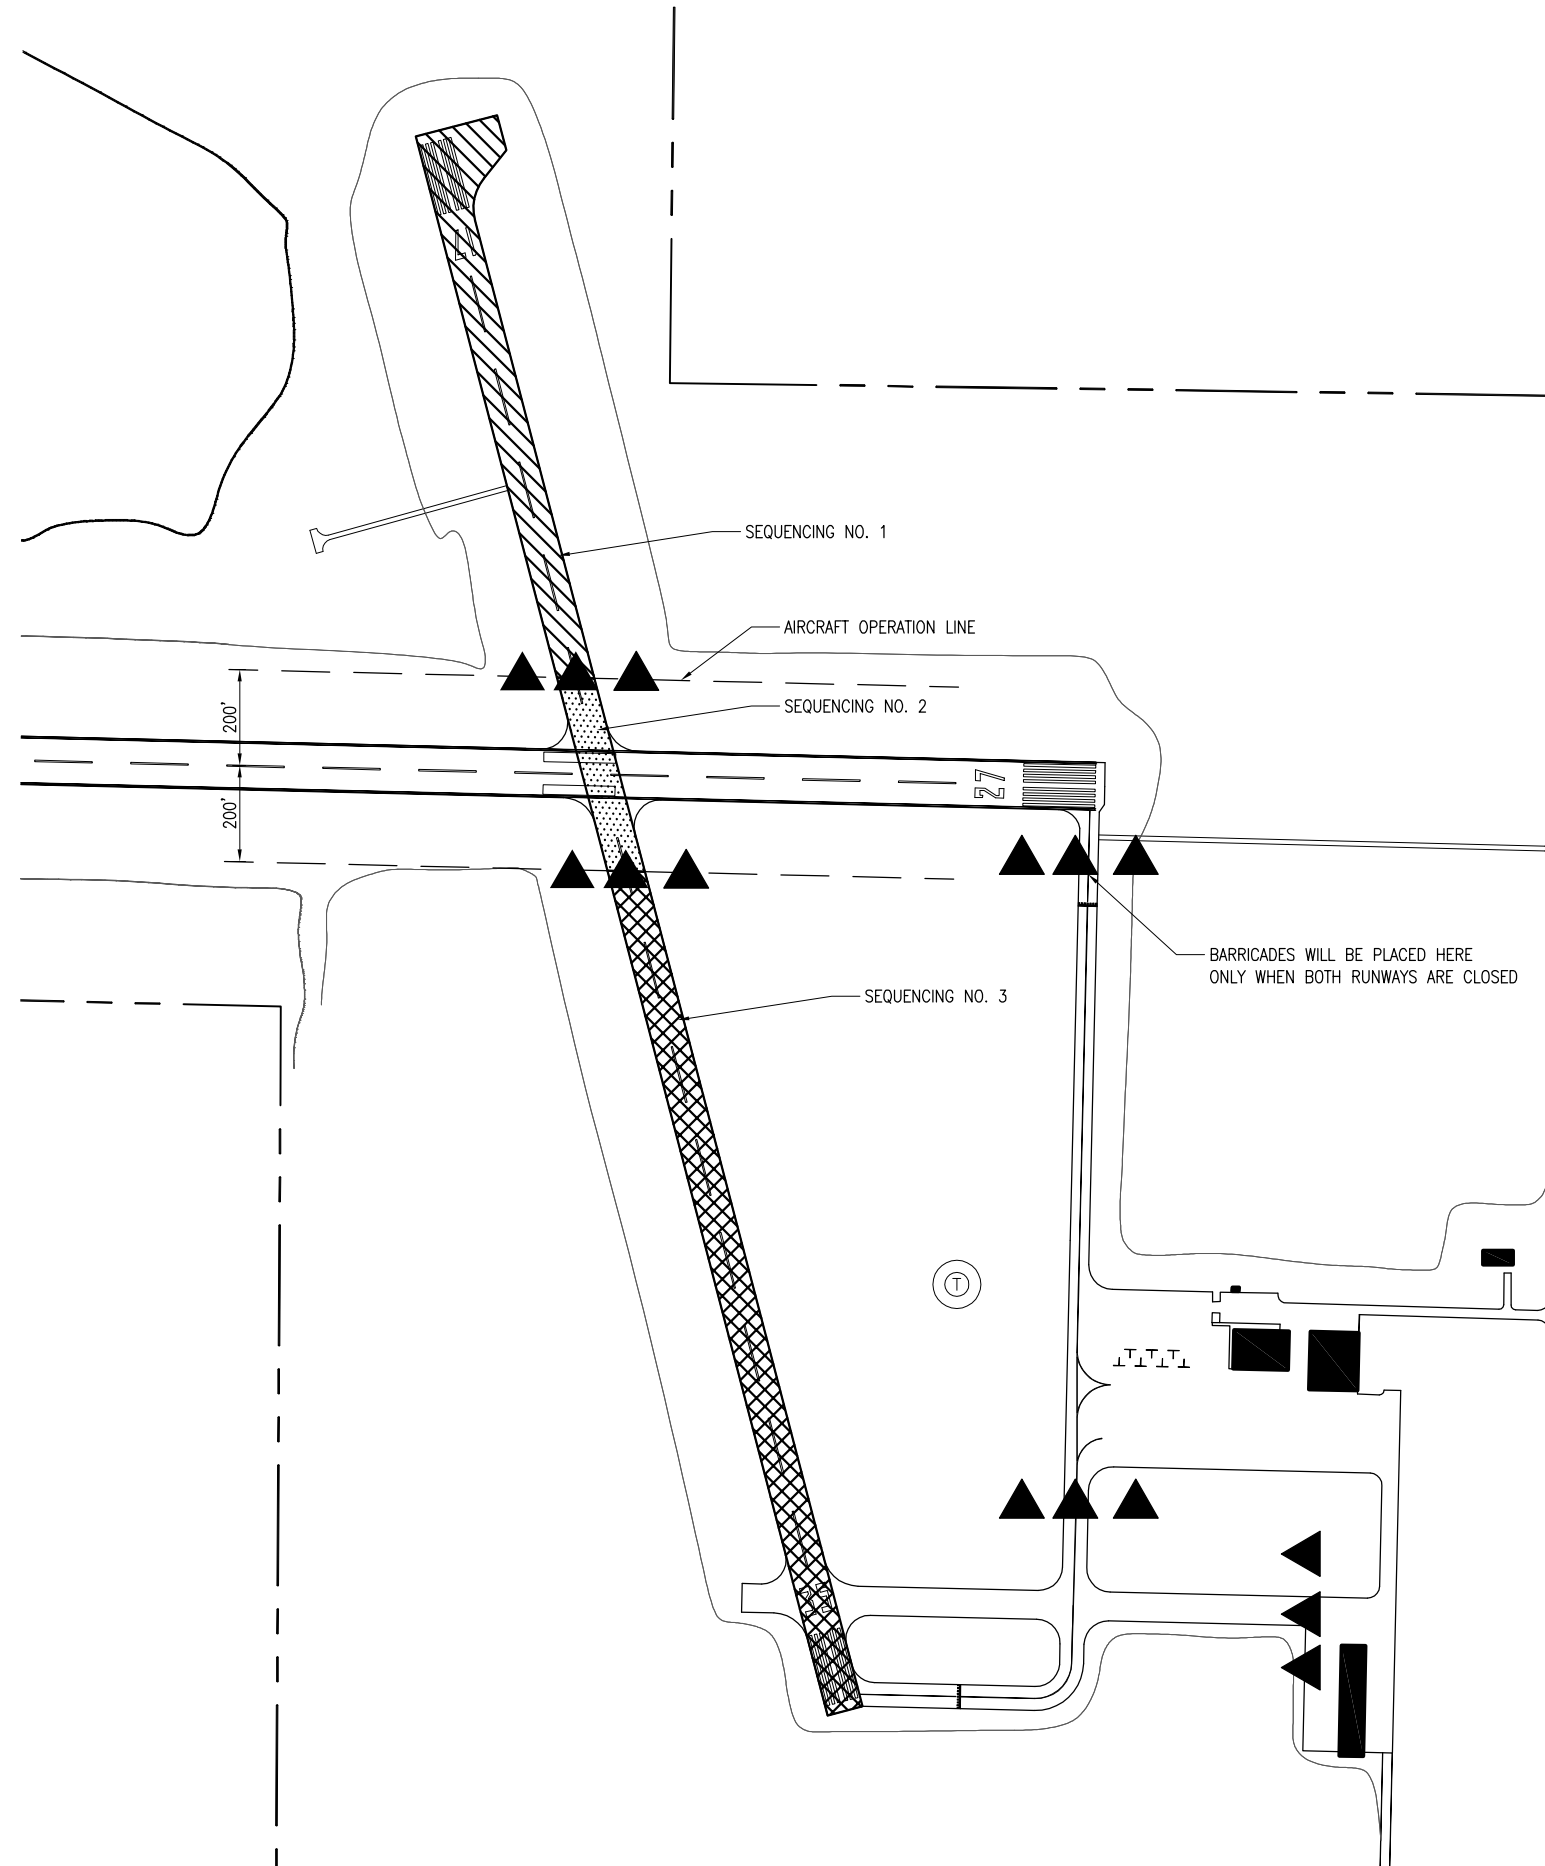 17
SEQUENCING NO. 1
AIRCRAFT OPERATION LINE
SEQUENCING NO. 2
200'
200'
27
BARRICADES WILL BE PLACED HERE
ONLY WHEN BOTH RUNWAYS ARE CLOSED
SEQUENCING NO. 3
T